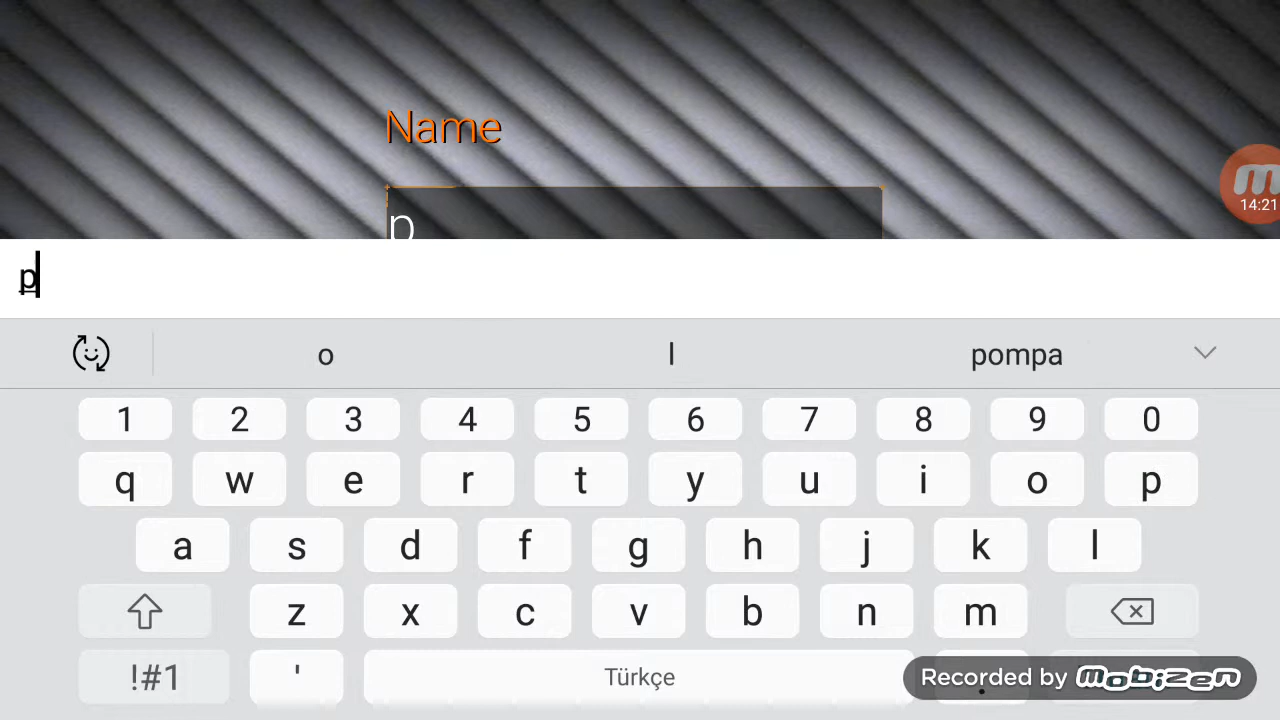 Name
14:21
p
p
o l pompa
1 2 3 4 5 6 7 8 9 0
q w e r t y u i o p
a s d f g h j k l
z x c v b n m
!#1 ' Türkçe .
Recorded by mobizen